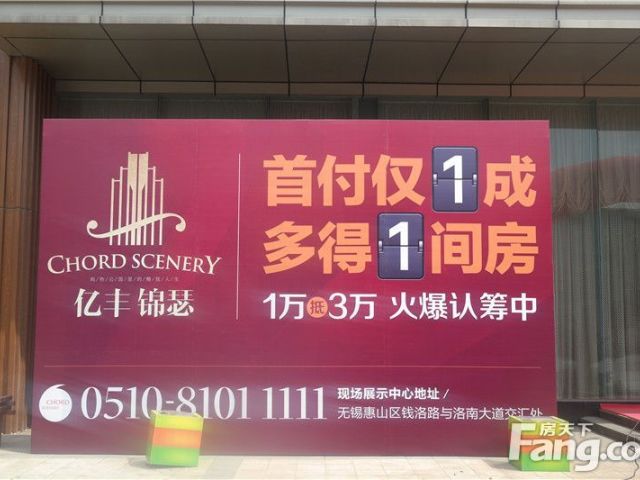 首付仅1成
多得1间房
1万抵3万 火爆认筹中
CHORD SCENERY
亿丰 锦瑟
CHORD
0510-8101 1111
现场展示中心地址/
无锡惠山区钱洛路与洛南大道交汇处
房天下
Fang.co